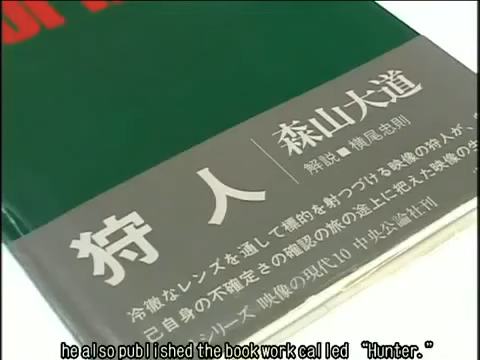 狩人
森山大道
解説■横尾忠則
冷徹なレンズを通して標的を射つづける映像の狩人が、
己自身の不確定さの確認の旅の途上に把えた映像の
シリーズ 映像の現代10 中央公論社刊
he also published the book work called “Hunter.”